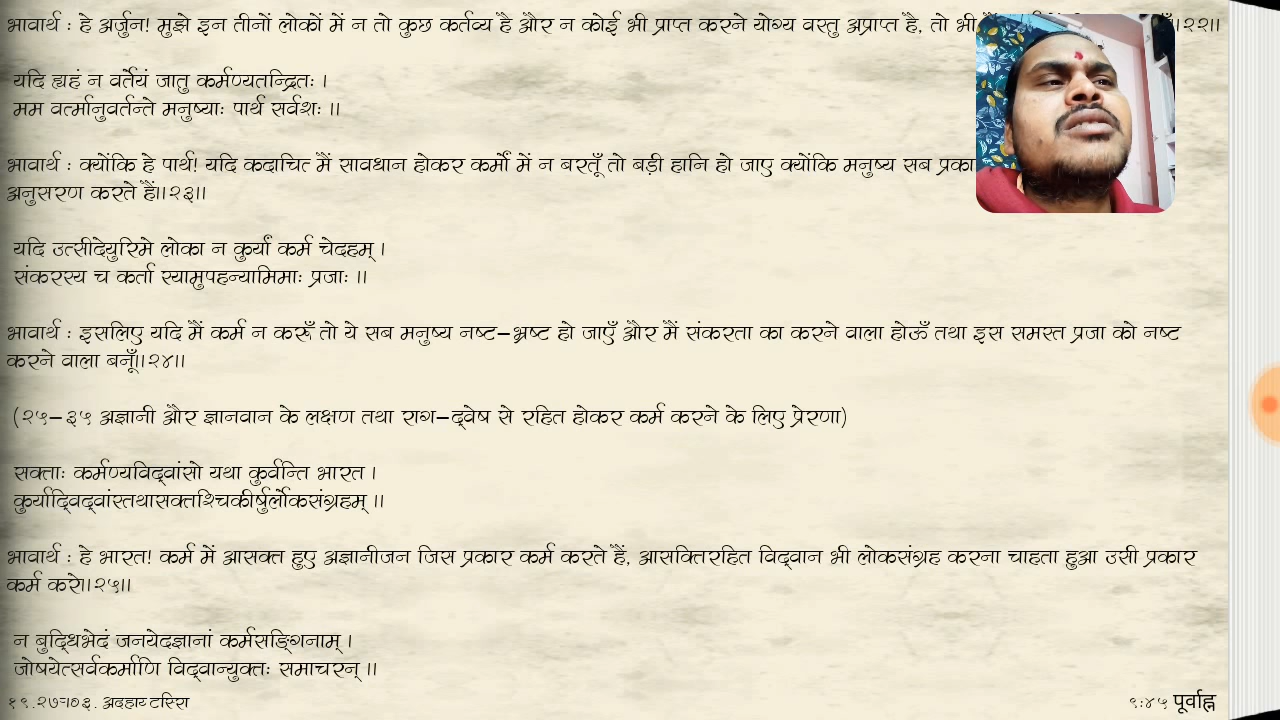 भावार्थ : हे अर्जुन! मुझे इन तीनों लोकों में न तो कुछ कर्तव्य है और न कोई भी प्राप्त करने योग्य वस्तु अप्राप्त है, तो भी ॥२२॥
यदि ह्यहं न वर्तेयं जातु कर्मण्यतन्द्रितः ।
मम वर्त्मानुवर्तन्ते मनुष्याः पार्थ सर्वशः ॥
भावार्थ : क्योंकि हे पार्थ! यदि कदाचित मैं सावधान होकर कर्मों में न बरतूँ तो बड़ी हानि हो जाए क्योंकि मनुष्य सब प्रका
अनुसरण करते हैं॥२३॥
यदि उत्सीदेयुरिमे लोका न कुर्यां कर्म चेदहम् ।
संकरस्य च कर्ता स्यामुपहन्यामिमाः प्रजाः ॥
भावार्थ : इसलिए यदि मैं कर्म न करूँ तो ये सब मनुष्य नष्ट-भ्रष्ट हो जाएँ और मैं संकरता का करने वाला होऊँ तथा इस समस्त प्रजा को नष्ट
करने वाला बनूँ॥२४॥
(२५-३५ अज्ञानी और ज्ञानवान के लक्षण तथा राग-द्वेष से रहित होकर कर्म करने के लिए प्रेरणा)
सक्ताः कर्मण्यविद्वांसो यथा कुर्वन्ति भारत ।
कुर्याद्विद्वांस्तथासक्तश्चिकीर्षुर्लोकसंग्रहम् ॥
भावार्थ : हे भारत! कर्म में आसक्त हुए अज्ञानीजन जिस प्रकार कर्म करते हैं, आसक्तिरहित विद्वान भी लोकसंग्रह करना चाहता हुआ उसी प्रकार
कर्म करे॥२५॥
न बुद्धिभेदं जनयेदज्ञानां कर्मसङ्गिनाम् ।
जोषयेत्सर्वकर्माणि विद्वान्युक्तः समाचरन् ॥
९:४५ पूर्वाह्न